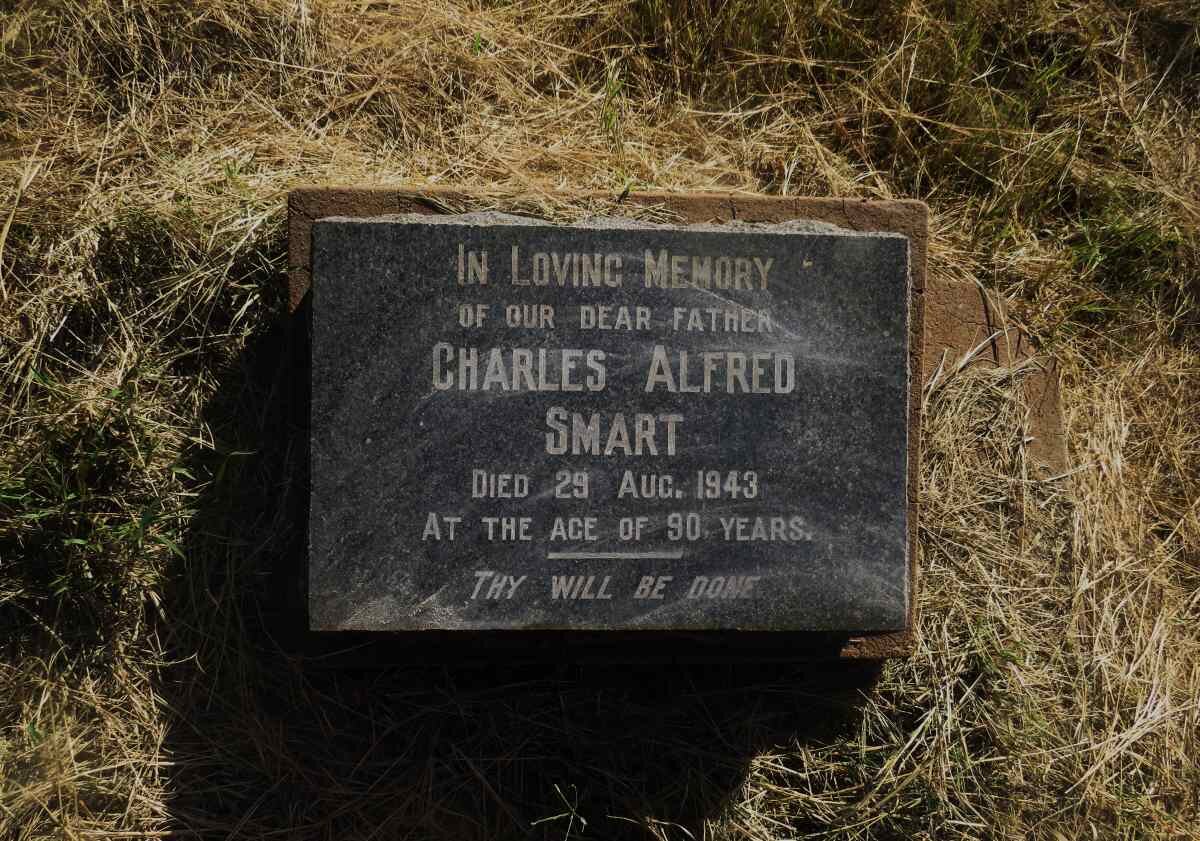 In Loving Memory
OF OUR DEAR FATHER
Charles Alfred
Smart
Died 29 Aug. 1943
At the age of 90 years.
Thy will be done.